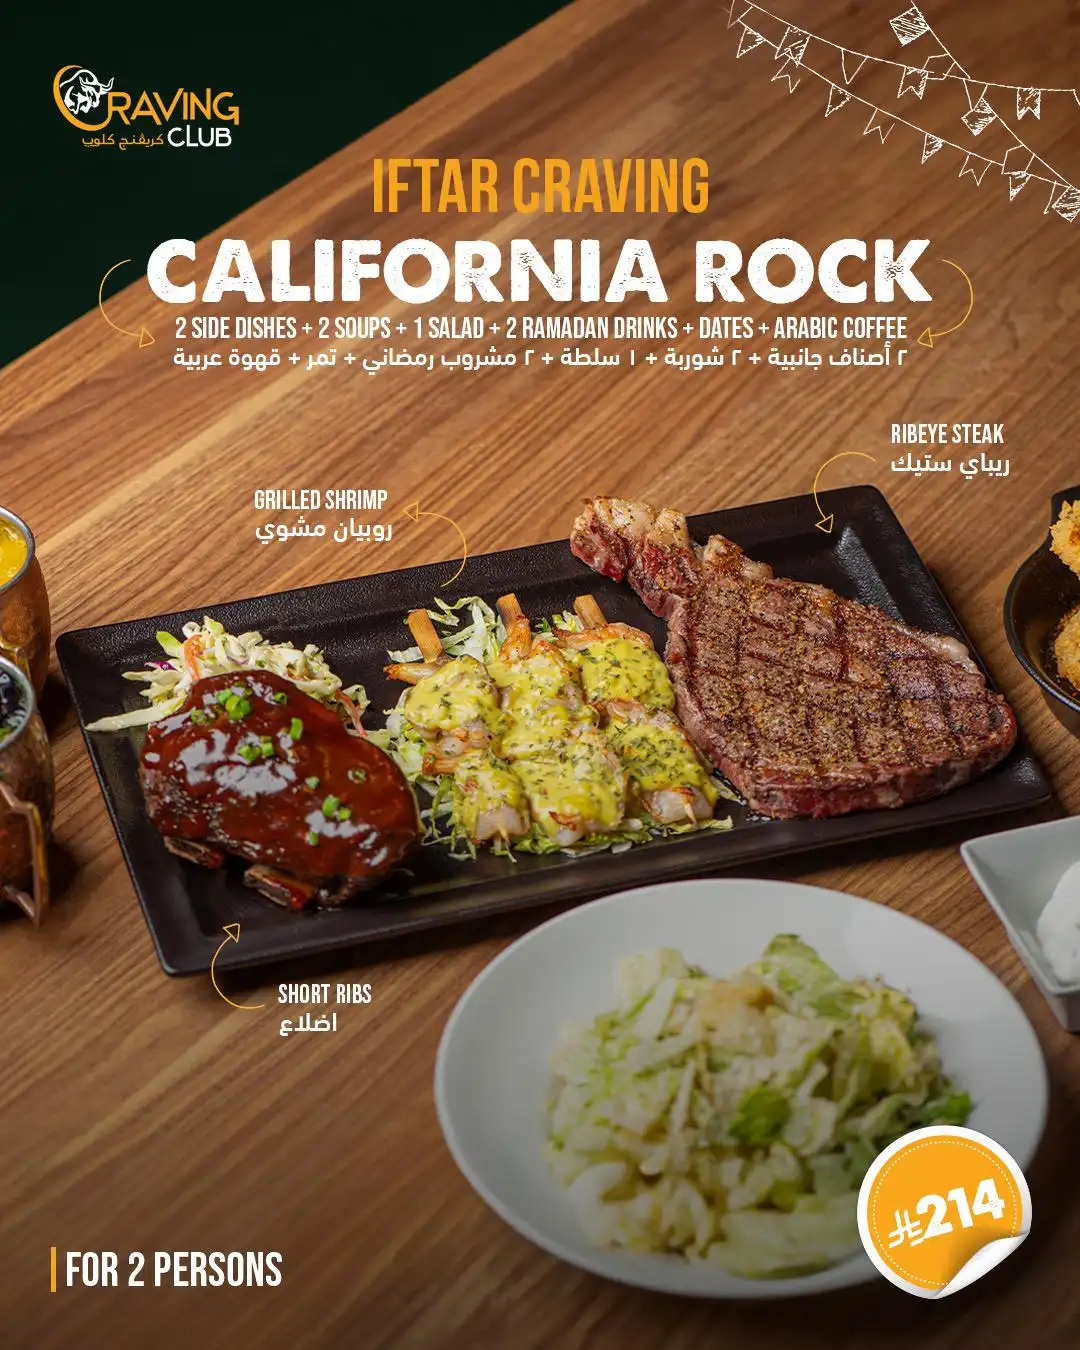 CRAVING
كريڤنج كلوب CLUB
IFTAR CRAVING
CALIFORNIA ROCK
2 SIDE DISHES + 2 SOUPS + 1 SALAD + 2 RAMADAN DRINKS + DATES + ARABIC COFFEE
٢ أصناف جانبية + ٢ شوربة + ١ سلطة + ٢ مشروب رمضاني + تمر + قهوة عربية
RIBEYE STEAK
ريباي ستيك
GRILLED SHRIMP
روبيان مشوي
SHORT RIBS
اضلاع
⃁214
FOR 2 PERSONS